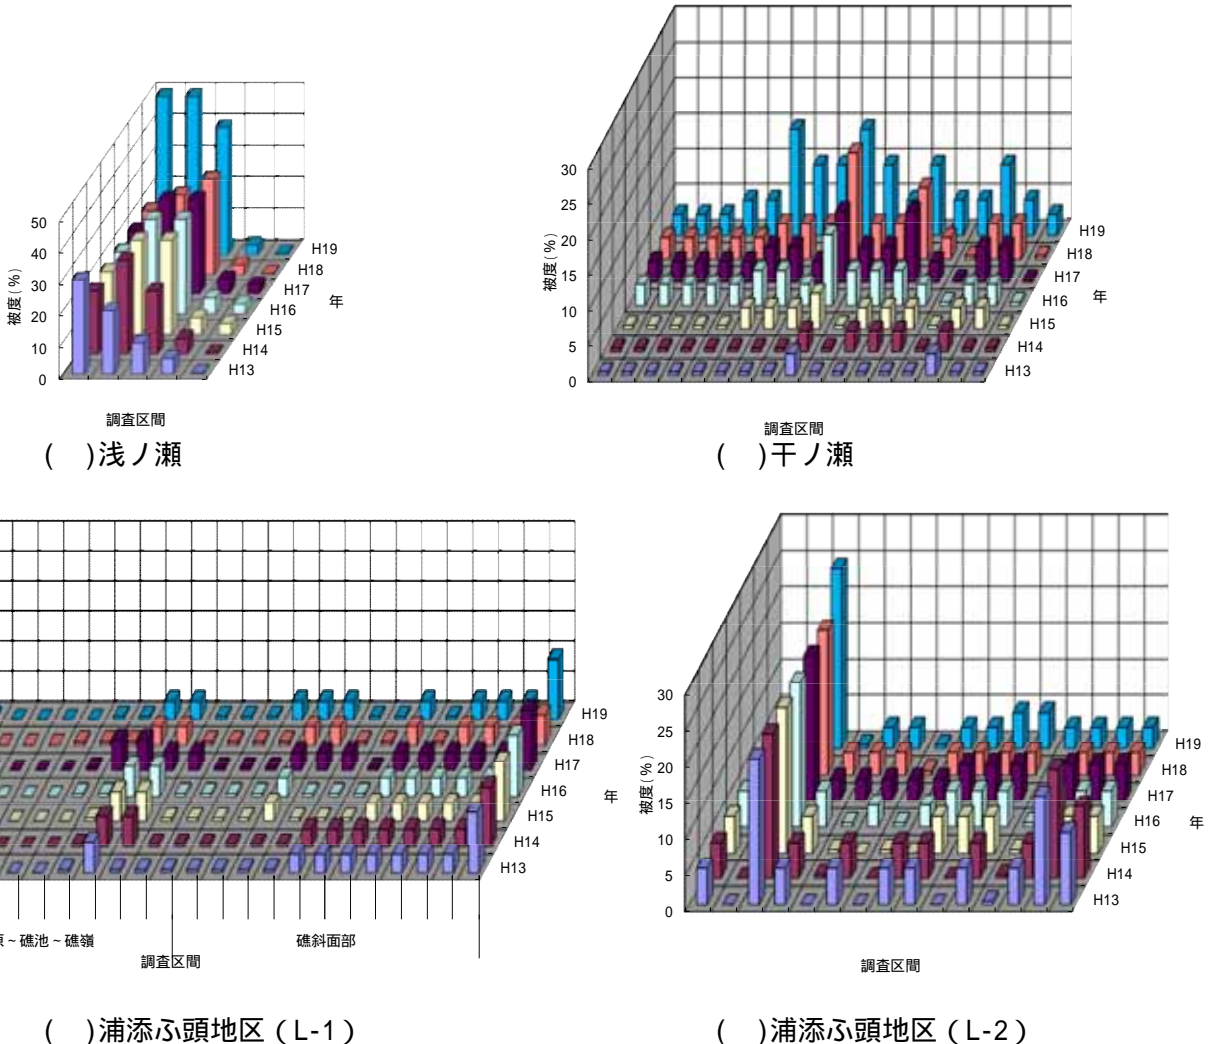 50
40
30
20
10
0
被度(%)
H19
H18
H17
H16
H15
H14
H13
年
調査区間
( )浅ノ瀬
30
25
20
15
10
5
0
被度(%)
H19
H18
H17
H16
H15
H14
H13
年
調査区間
( )干ノ瀬
H19
H18
H17
H16
H15
H14
H13
年
~礁池~礁嶺
礁斜面部
調査区間
( )浦添ふ頭地区(L-1)
30
25
20
15
10
5
0
被度(%)
H19
H18
H17
H16
H15
H14
H13
年
調査区間
( )浦添ふ頭地区(L-2)